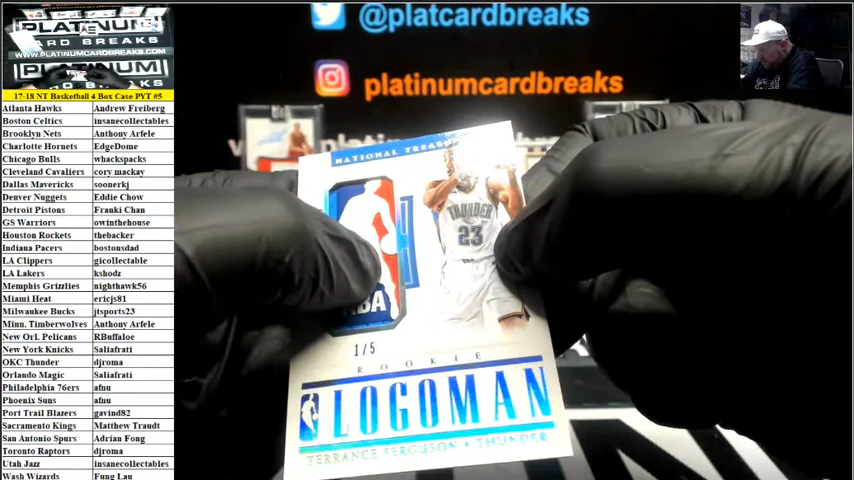 PLATINUM
CARD BREAKS
WWW.PLATINUMCARDBREAKS.COM
PLATINUM
CARD BREAKS
17-18 NT Basketball 4 Box Case PYT #5
Atlanta Hawks Andrew Freiberg
Boston Celtics insanecollectables
Brooklyn Nets Anthony Arfele
Charlotte Hornets EdgeDome
Chicago Bulls whackspacks
Cleveland Cavaliers cory mackay
Dallas Mavericks soonerkj
Denver Nuggets Eddie Chow
Detroit Pistons Franki Chan
GS Warriors owinthehouse
Houston Rockets thebacker
Indiana Pacers bostonsdad
LA Clippers gicollectable
LA Lakers kshodz
Memphis Grizzlies nighthawk56
Miami Heat ericjs81
Milwaukee Bucks jtsports23
Minn. Timberwolves Anthony Arfele
New Orl. Pelicans RBuffaloe
New York Knicks Saliafrati
OKC Thunder djroma
Orlando Magic Saliafrati
Philadelphia 76ers afnu
Phoenix Suns afnu
Port Trail Blazers gavind82
Sacramento Kings Matthew Traudt
San Antonio Spurs Adrian Fong
Toronto Raptors djroma
Utah Jazz insanecollectables
Wash Wizards Fung Lau
@platcardbreaks
platinumcardbreaks
NATIONAL
THUNDER
23
1/5
ROOKIE
LOGOMAN
TERRANCE FERGUSON • THUNDER